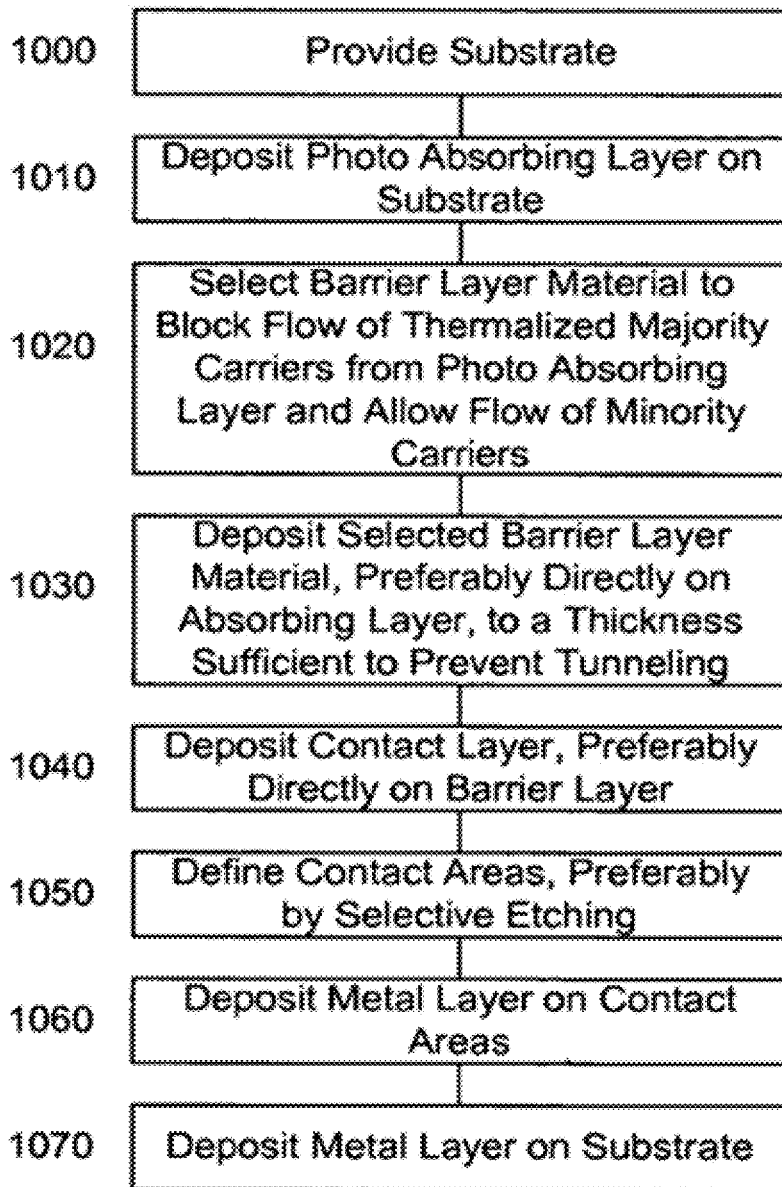 1000
Provide Substrate
1010
Deposit Photo Absorbing Layer on
Substrate
1020
Select Barrier Layer Material to
Block Flow of Thermalized Majority
Carriers from Photo Absorbing
Layer and Allow Flow of Minority
Carriers
1030
Deposit Selected Barrier Layer
Material, Preferably Directly on
Absorbing Layer, to a Thickness
Sufficient to Prevent Tunneling
1040
Deposit Contact Layer, Preferably
Directly on Barrier Layer
1050
Define Contact Areas, Preferably
by Selective Etching
1060
Deposit Metal Layer on Contact
Areas
1070
Deposit Metal Layer on Substrate